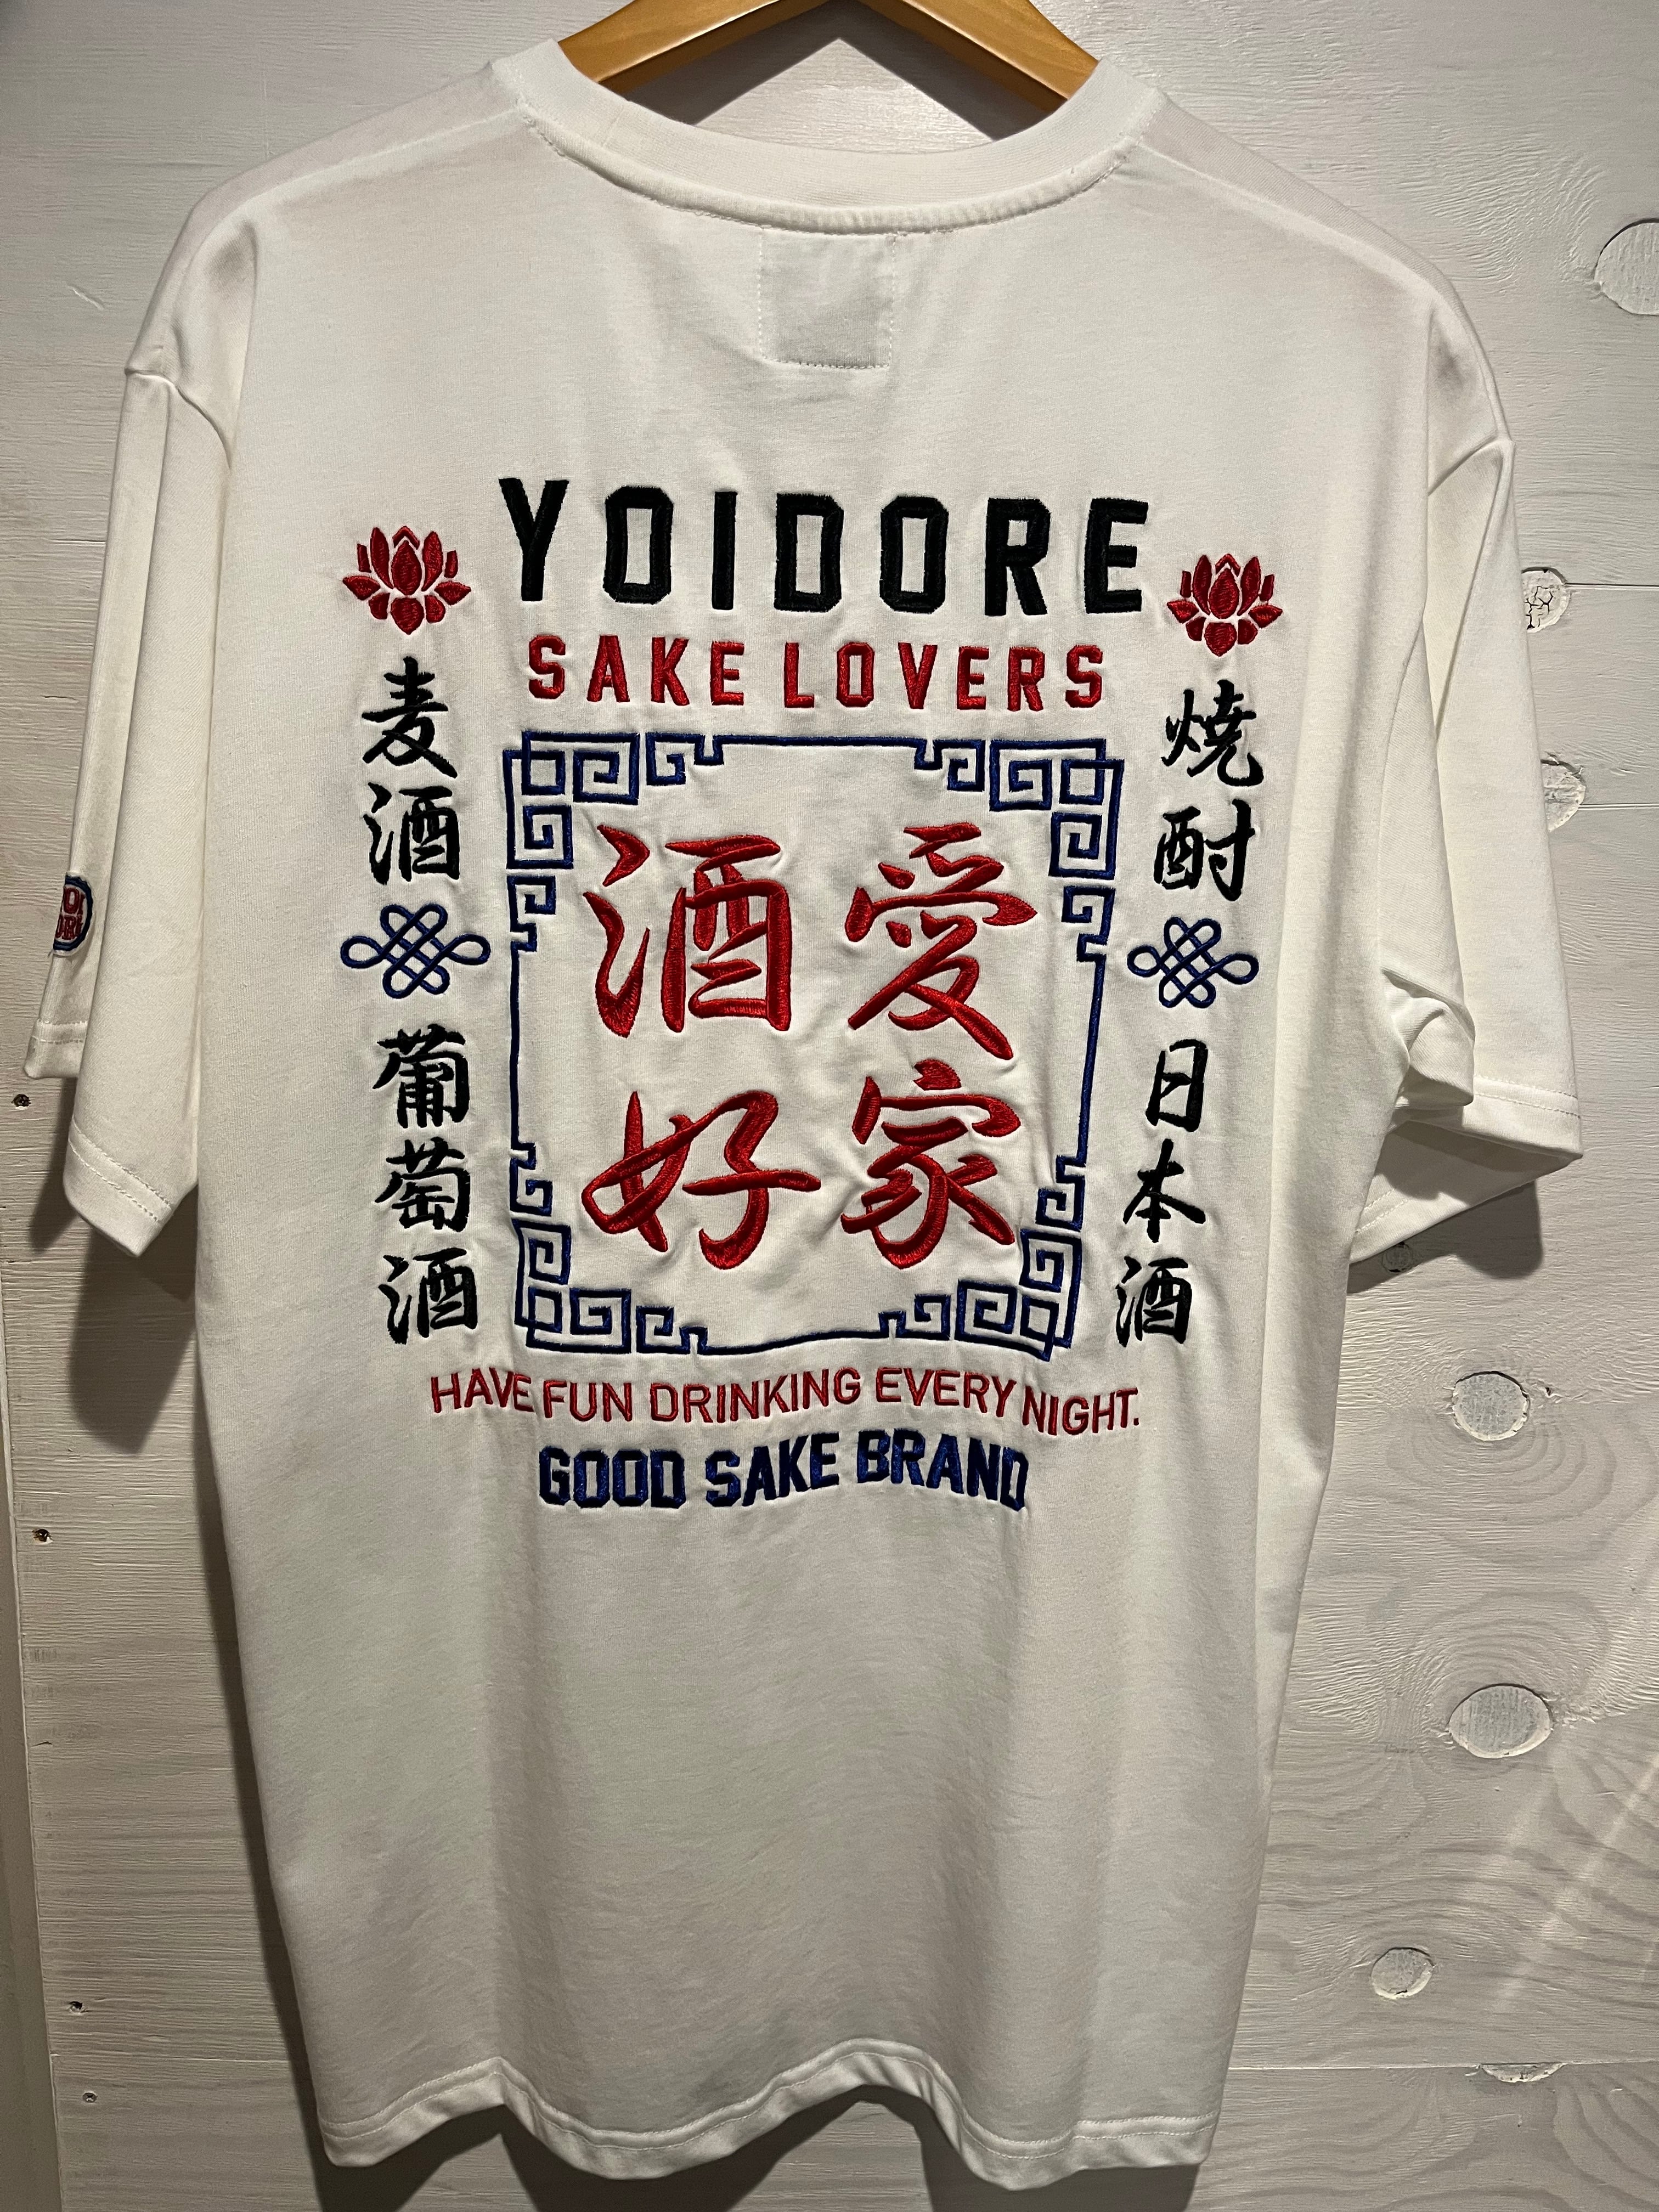 YOIDORE
SAKE LOVERS
焼酎
日本酒
愛家
酒好
麦酒
葡萄酒
HAVE FUN DRINKING EVERY NIGHT.
GOOD SAKE BRAND